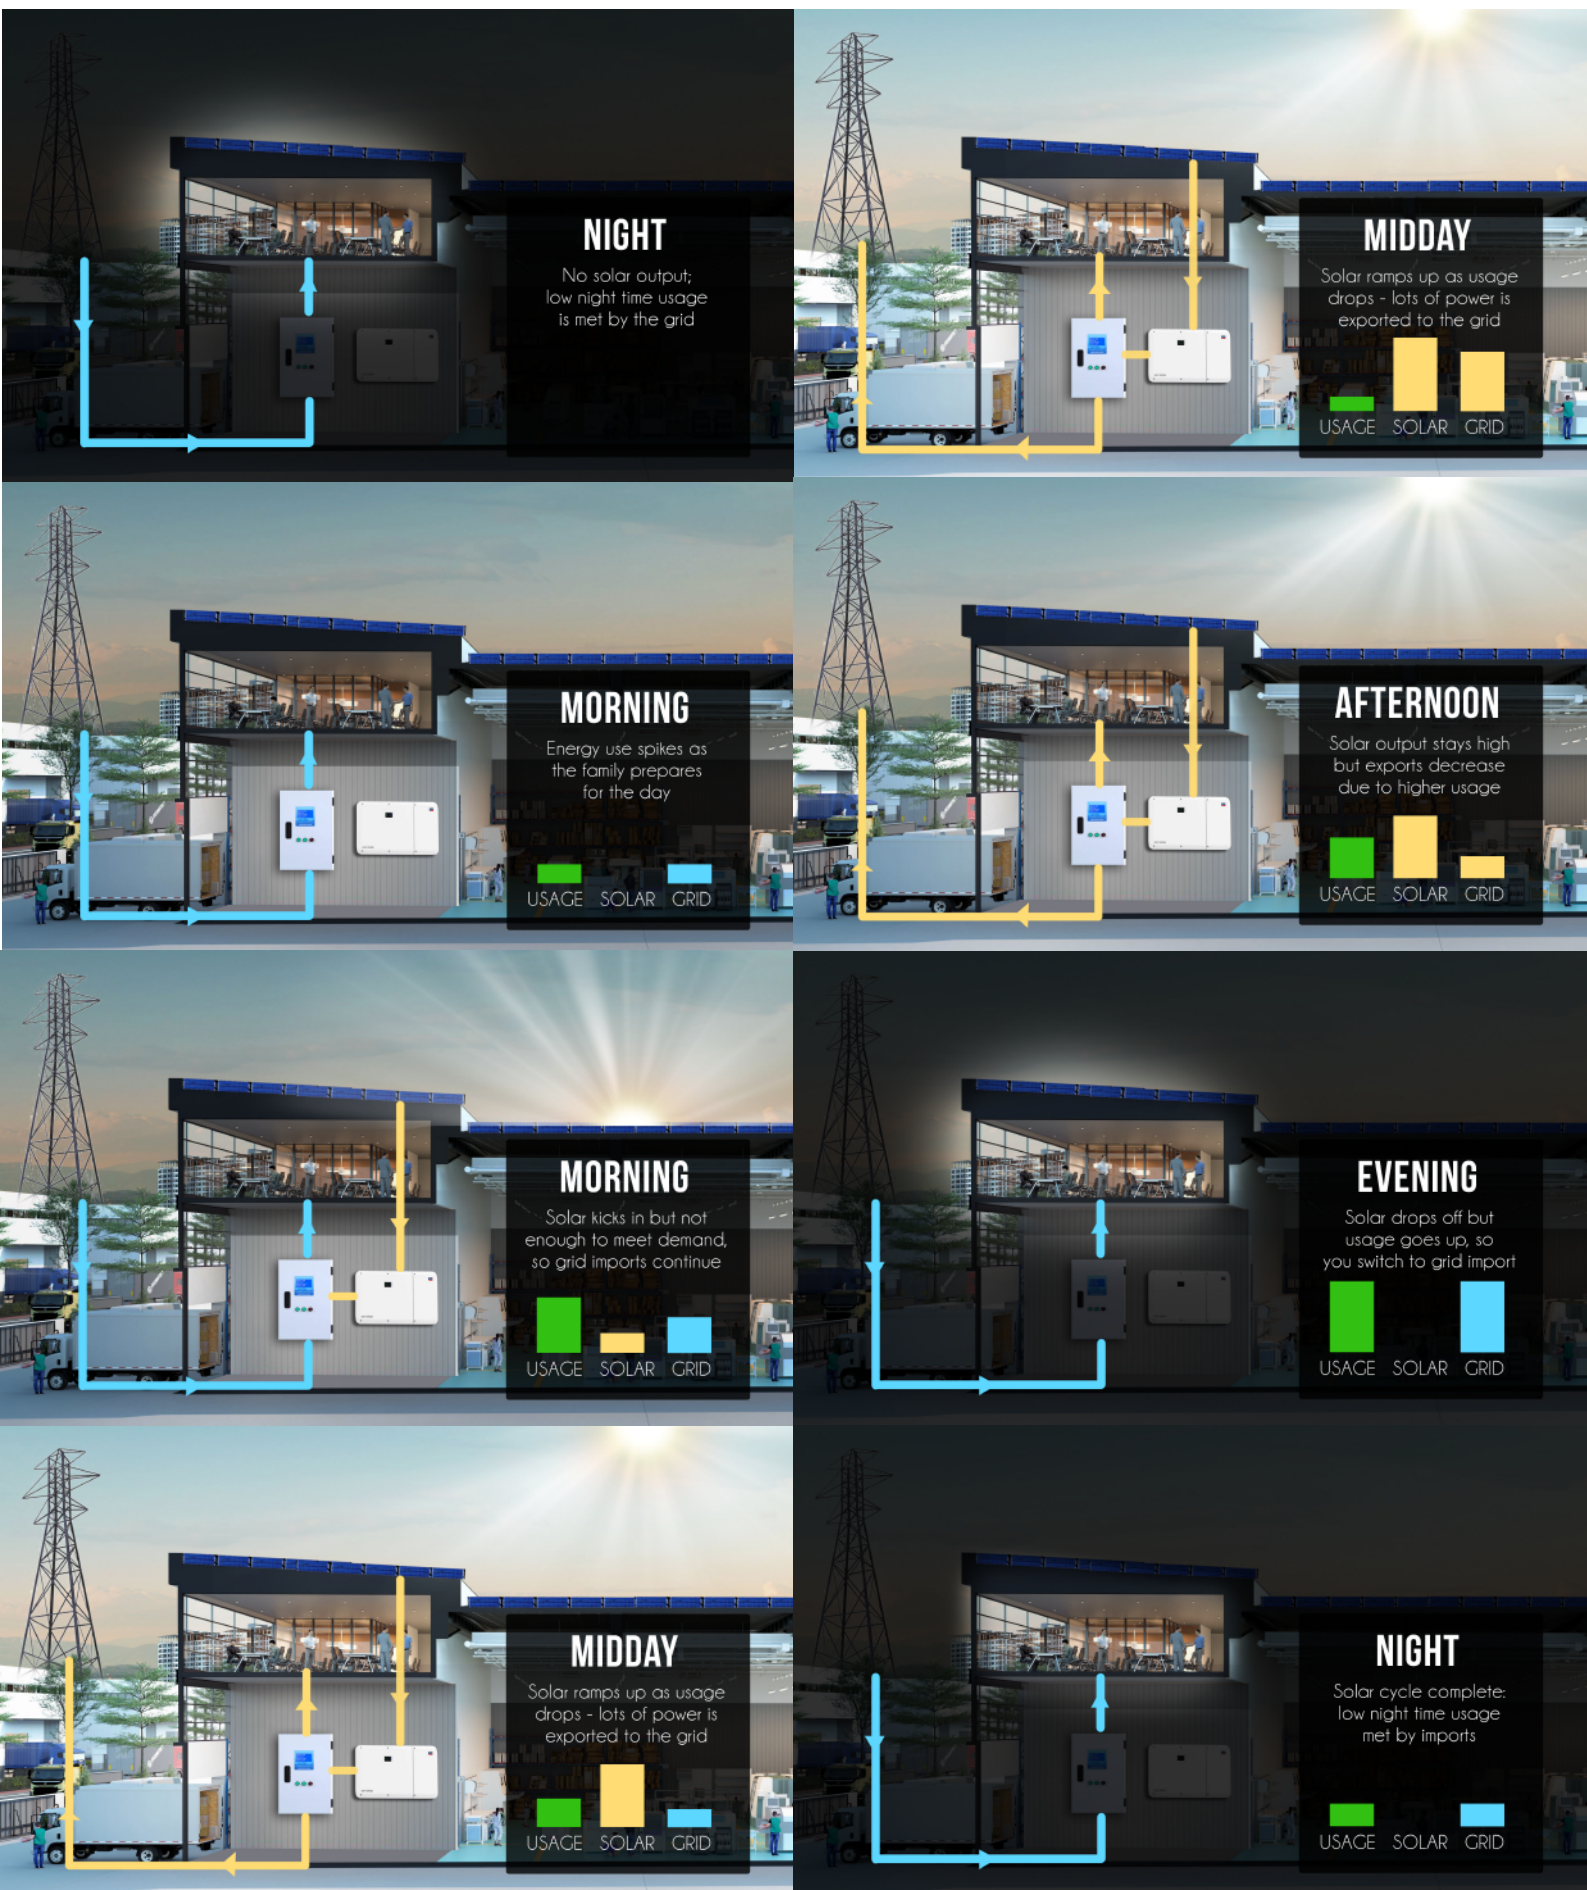 NIGHT
No solar output;
low night time usage
is met by the grid
MORNING
Energy use spikes as
the family prepares
for the day
USAGE SOLAR GRID
MORNING
Solar kicks in but not
enough to meet demand,
so grid imports continue
USAGE SOLAR GRID
MIDDAY
Solar ramps up as usage
drops - lots of power is
exported to the grid
USAGE SOLAR GRID
MIDDAY
Solar ramps up as usage
drops - lots of power is
exported to the grid
USAGE SOLAR GRID
AFTERNOON
Solar output stays high
but exports decrease
due to higher usage
USAGE SOLAR GRID
EVENING
Solar drops off but
usage goes up, so
you switch to grid import
USAGE SOLAR GRID
NIGHT
Solar cycle complete:
low night time usage
met by imports
USAGE SOLAR GRID